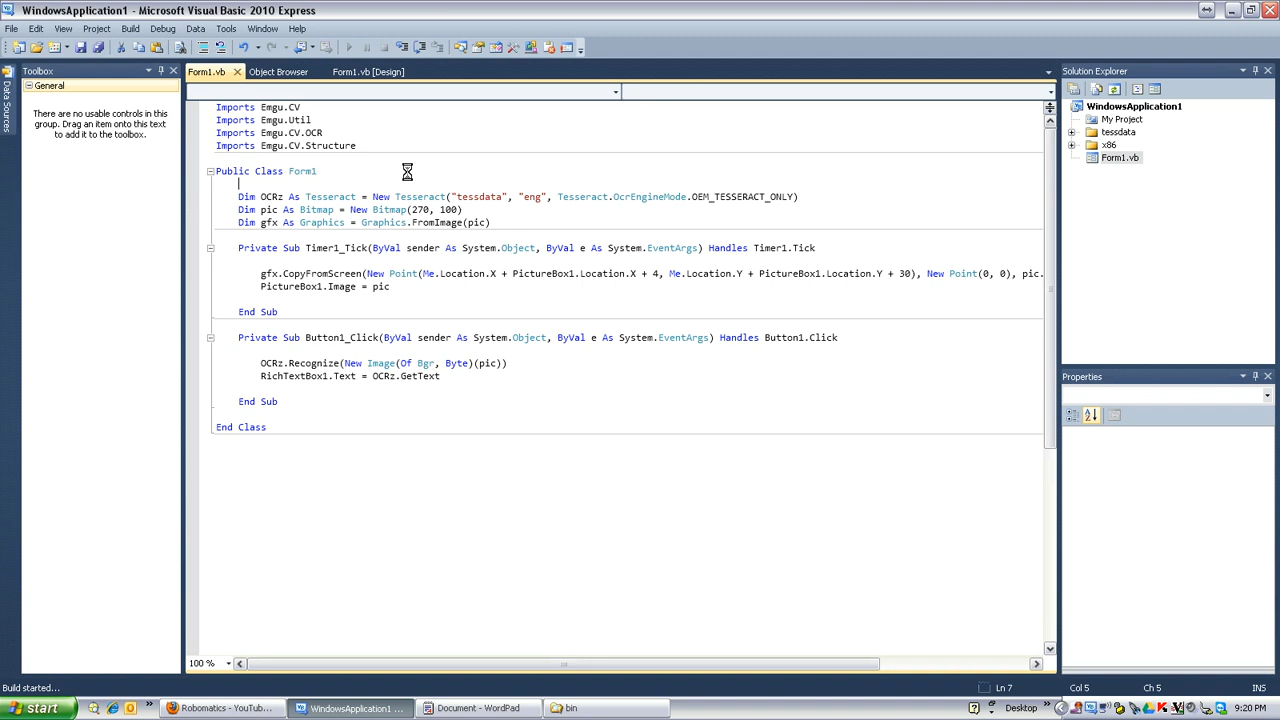 WindowsApplication1 - Microsoft Visual Basic 2010 Express
File Edit View Project Build Debug Data Tools Window Help
Toolbox
General
There are no usable controls in this
group. Drag an item onto this text
to add it to the toolbox.
Data Sources
Form1.vb Object Browser Form1.vb [Design]
Imports Emgu.CV
Imports Emgu.Util
Imports Emgu.CV.OCR
Imports Emgu.CV.Structure
Public Class Form1
Dim OCRz As Tesseract = New Tesseract("tessdata", "eng", Tesseract.OcrEngineMode.OEM_TESSERACT_ONLY)
Dim pic As Bitmap = New Bitmap(270, 100)
Dim gfx As Graphics = Graphics.FromImage(pic)
Private Sub Timer1_Tick(ByVal sender As System.Object, ByVal e As System.EventArgs) Handles Timer1.Tick
gfx.CopyFromScreen(New Point(Me.Location.X + PictureBox1.Location.X + 4, Me.Location.Y + PictureBox1.Location.Y + 30), New Point(0, 0), pic.
PictureBox1.Image = pic
End Sub
Private Sub Button1_Click(ByVal sender As System.Object, ByVal e As System.EventArgs) Handles Button1.Click
OCRz.Recognize(New Image(Of Bgr, Byte)(pic))
RichTextBox1.Text = OCRz.GetText
End Sub
End Class
100 %
Solution Explorer
WindowsApplication1
My Project
tessdata
x86
Form1.vb
Properties
Build started...
Ln 7 Col 5 Ch 5 INS
start Robomatics - YouTub... WindowsApplication1 ... Document - WordPad bin Desktop 9:20 PM